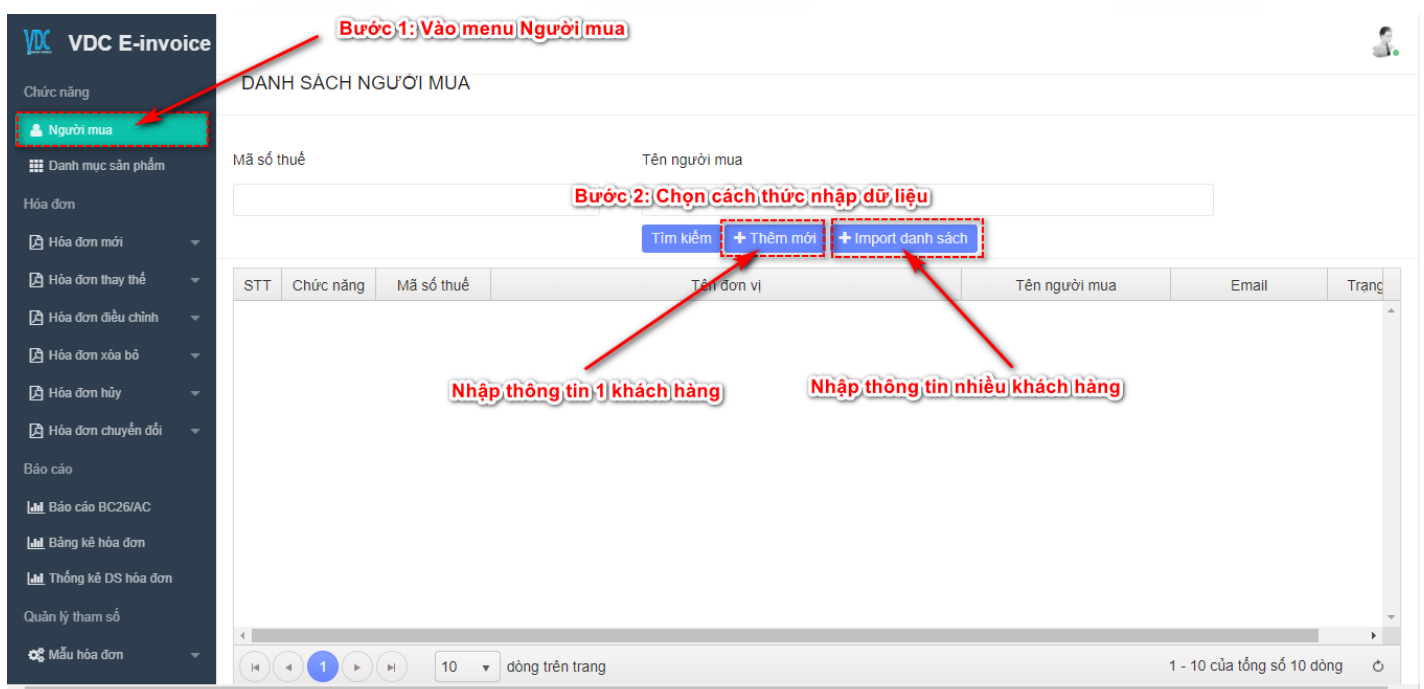 VDC VDC E-invoice
Bước 1: Vào menu Người mua
Chức năng
DANH SÁCH NGƯỜI MUA
Người mua
Danh mục sản phẩm
Mã số thuế
Tên người mua
Hóa đơn
Bước 2: Chọn cách thức nhập dữ liệu
Hóa đơn mới
Tìm kiếm
+ Thêm mới
+ Import danh sách
Hóa đơn thay thế
STT Chức năng Mã số thuế Tên đơn vị Tên người mua Email Trạng
Hóa đơn điều chỉnh
Hóa đơn xóa bỏ
Hóa đơn hủy
Nhập thông tin 1 khách hàng
Nhập thông tin nhiều khách hàng
Hóa đơn chuyển đổi
Báo cáo
Báo cáo BC26/AC
Bảng kê hóa đơn
Thống kê DS hóa đơn
Quản lý tham số
Mẫu hóa đơn
1
10 dòng trên trang
1 - 10 của tổng số 10 dòng